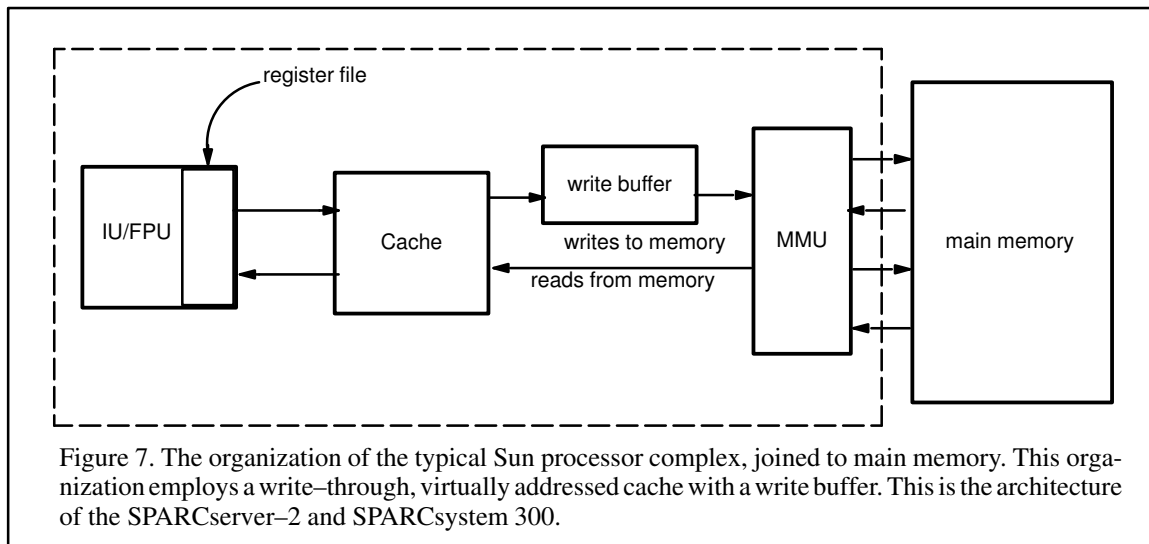 register file
IU/FPU
Cache
write buffer
writes to memory
reads from memory
MMU
main memory
Figure 7. The organization of the typical Sun processor complex, joined to main memory. This orga-
nization employs a write–through, virtually addressed cache with a write buffer. This is the architecture
of the SPARCserver–2 and SPARCsystem 300.